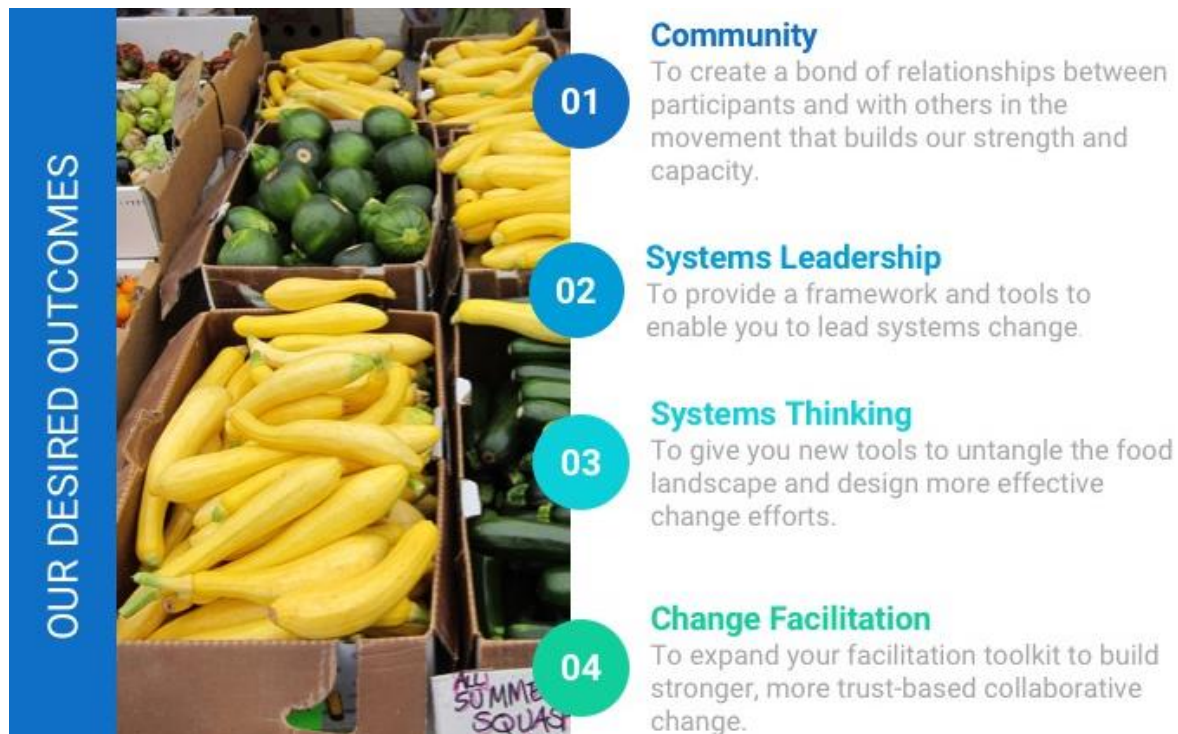 OUR DESIRED OUTCOMES
01
Community
To create a bond of relationships between
participants and with others in the
movement that builds our strength and
capacity.
02
Systems Leadership
To provide a framework and tools to
enable you to lead systems change.
03
Systems Thinking
To give you new tools to untangle the food
landscape and design more effective
change efforts.
04
Change Facilitation
To expand your facilitation toolkit to build
stronger, more trust-based collaborative
change.
ALL
SUMME
SQUASH